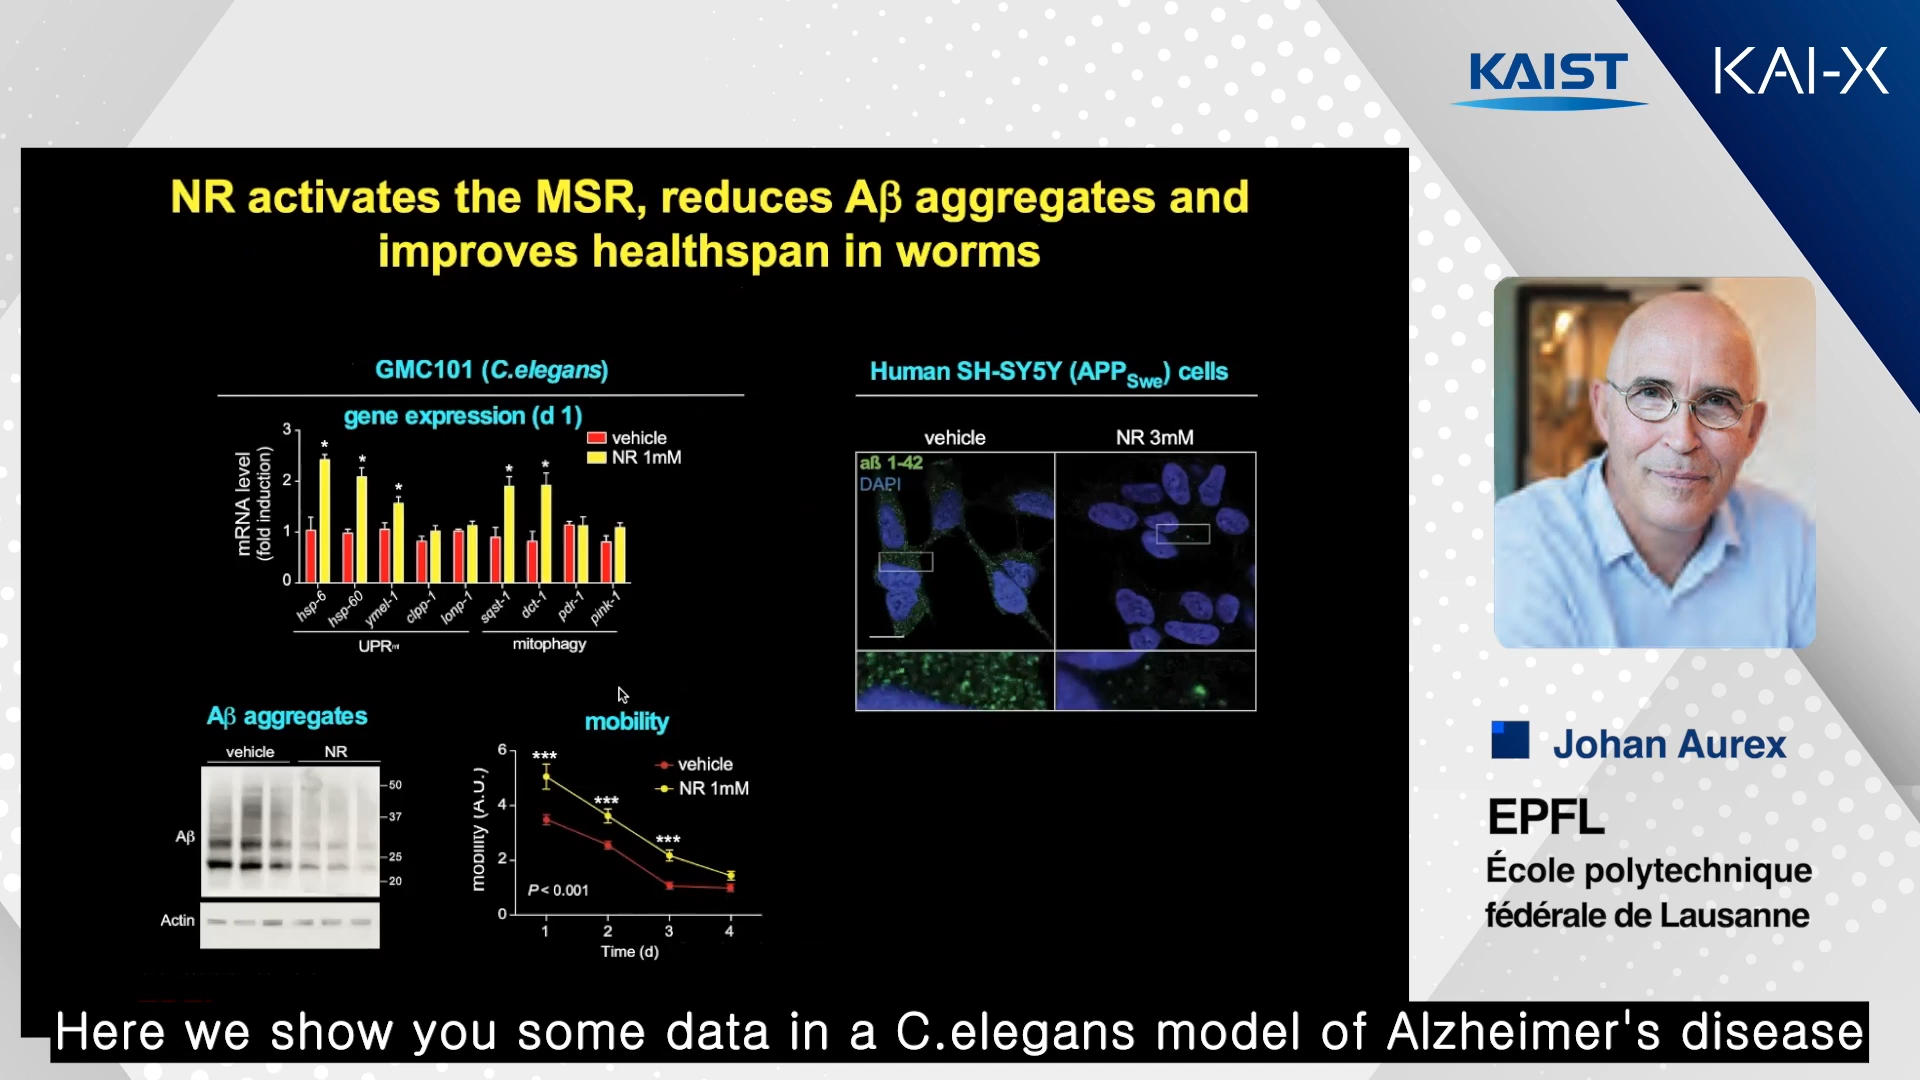 KAIST
KAI-X
NR activates the MSR, reduces Aβ aggregates and
improves healthspan in worms
GMC101 (C.elegans)
gene expression (d 1)
vehicle
NR 1mM
mRNA level
(fold induction)
3
2
1
0
*
*
*
*
*
hsp-6
hsp-60
ymel-1
clpp-1
lonp-1
sqst-1
dct-1
pdr-1
pink-1
UPRmt
mitophagy
Human SH-SY5Y (APPSwe) cells
vehicle
NR 3mM
aß 1-42
DAPI
Aβ aggregates
vehicle
NR
Aβ
50
37
25
20
Actin
mobility
mobility (A.U.)
6
4
2
0
***
***
***
vehicle
NR 1mM
P < 0.001
1
2
3
4
Time (d)
Johan Aurex
EPFL
École polytechnique
fédérale de Lausanne
Here we show you some data in a C.elegans model of Alzheimer's disease